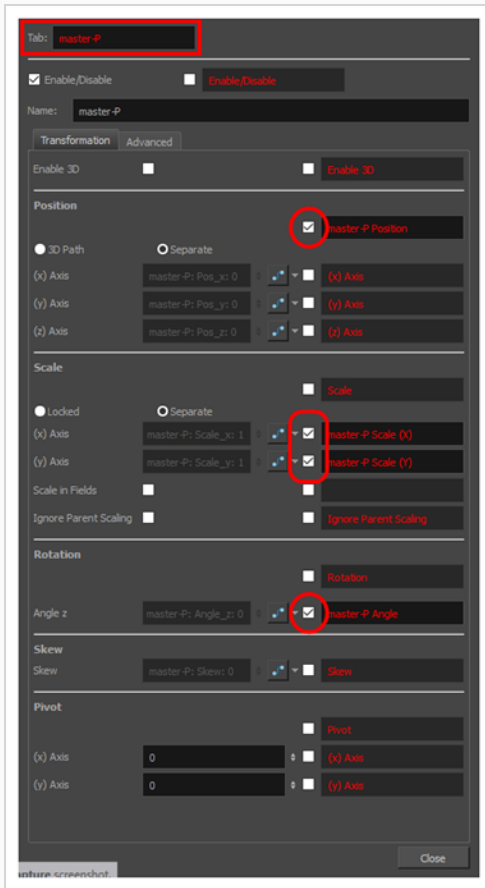 Tab: master-P
Enable/Disable Enable/Disable
Name: master-P
Transformation Advanced
Enable 3D Enable 3D
Position
master-P Position
3D Path Separate
(x) Axis master-P: Pos_x: 0 (x) Axis
(y) Axis master-P: Pos_y: 0 (y) Axis
(z) Axis master-P: Pos_z: 0 (z) Axis
Scale
Scale
Locked Separate
(x) Axis master-P: Scale_x: 1 master-P Scale (X)
(y) Axis master-P: Scale_y: 1 master-P Scale (Y)
Scale in Fields
Ignore Parent Scaling Ignore Parent Scaling
Rotation
Rotation
Angle z master-P: Angle_z: 0 master-P Angle
Skew
Skew master-P: Skew: 0 Skew
Pivot
Pivot
(x) Axis 0 (x) Axis
(y) Axis 0 (y) Axis
Close
screenshot.